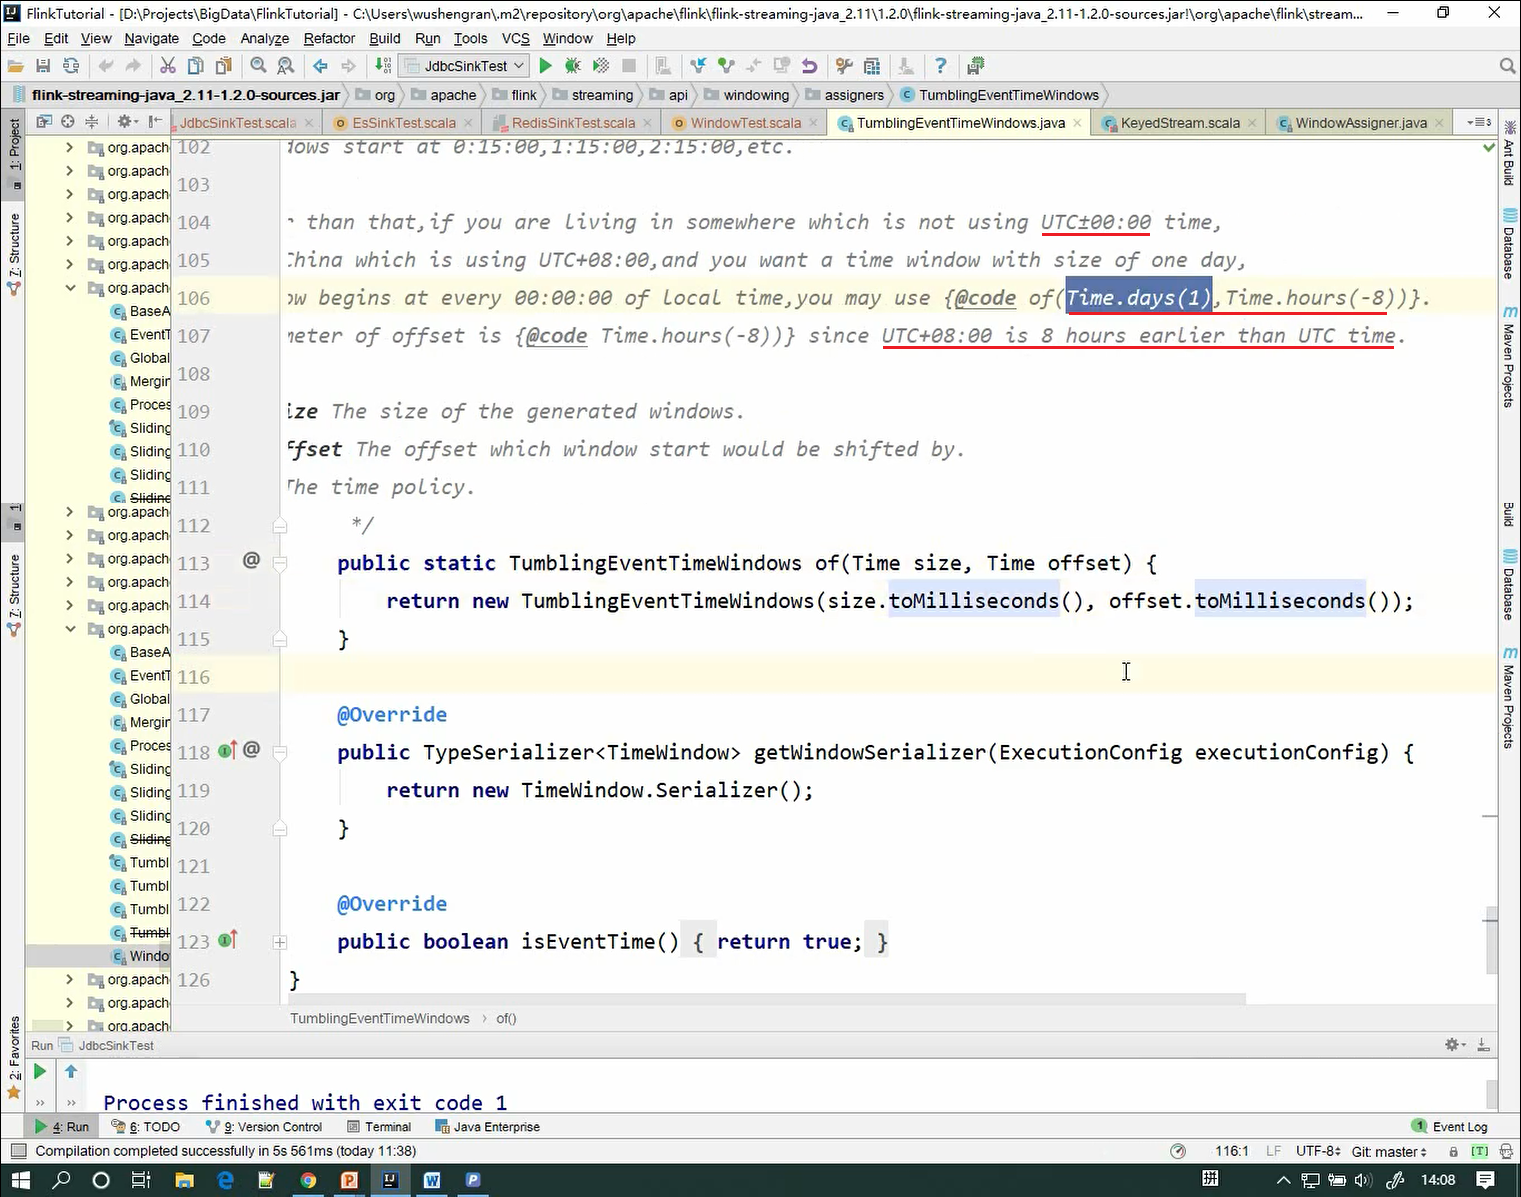 FlinkTutorial - [D:\Projects\BigData\FlinkTutorial] - C:\Users\wushengran\.m2\repository\org\apache\flink\flink-streaming-java_2.11\1.2.0\flink-streaming-java_2.11-1.2.0-sources.jar!\org\apache\flink\stream...
File Edit View Navigate Code Analyze Refactor Build Run Tools VCS Window Help
JdbcSinkTest
flink-streaming-java_2.11-1.2.0-sources.jar org apache flink streaming api windowing assigners TumblingEventTimeWindows
JdbcSinkTest.scala EsSinkTest.scala RedisSinkTest.scala WindowTest.scala TumblingEventTimeWindows.java KeyedStream.scala WindowAssigner.java
1: Project
7: Structure
1
7: Structure
2: Favorites
org.apach
org.apach
org.apach
org.apach
org.apach
org.apach
org.apach
BaseA
EventT
Global
Mergin
Proces
Sliding
Sliding
Sliding
Sliding
org.apach
org.apach
org.apach
org.apach
org.apach
org.apach
BaseA
EventT
Global
Mergin
Proces
Sliding
Sliding
Sliding
Sliding
Tumbl
Tumbl
Tumbl
Tumbl
Windo
org.apach
org.apach
org.apach
102 dows start at 0:15:00,1:15:00,2:15:00,etc.
103
104 r than that,if you are living in somewhere which is not using UTC±00:00 time,
105 China which is using UTC+08:00,and you want a time window with size of one day,
106 ow begins at every 00:00:00 of local time,you may use {@code of(Time.days(1),Time.hours(-8))}.
107 meter of offset is {@code Time.hours(-8))} since UTC+08:00 is 8 hours earlier than UTC time.
108
109 ize The size of the generated windows.
110 ffset The offset which window start would be shifted by.
111 The time policy.
112 */
113 @ public static TumblingEventTimeWindows of(Time size, Time offset) {
114 return new TumblingEventTimeWindows(size.toMilliseconds(), offset.toMilliseconds());
115 }
116
117 @Override
118 @ public TypeSerializer<TimeWindow> getWindowSerializer(ExecutionConfig executionConfig) {
119 return new TimeWindow.Serializer();
120 }
121
122 @Override
123 public boolean isEventTime() { return true; }
126 }
TumblingEventTimeWindows of()
Ant Build
Database
Maven Projects
Build
Database
Maven Projects
Run JdbcSinkTest
Process finished with exit code 1
4: Run 6: TODO 9: Version Control Terminal Java Enterprise 1 Event Log
Compilation completed successfully in 5s 561ms (today 11:38) 116:1 LF UTF-8 Git: master
拼 14:08